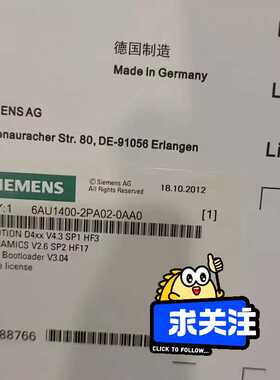 德国制造
Made in Germany
ENS AG
enauracher Str. 80, DE-91056 Erlangen
SIEMENS
© Siemens AG
All Rights Reserved
18.10.2012
Y:1 6AU1400-2PA02-0AA0 [1]
OTION D4xx V4.3 SP1 HF3
AMICS V2.6 SP2 HF17
Bootloader V3.04
e license
88766
求关注
CLICK TO FOLLOW